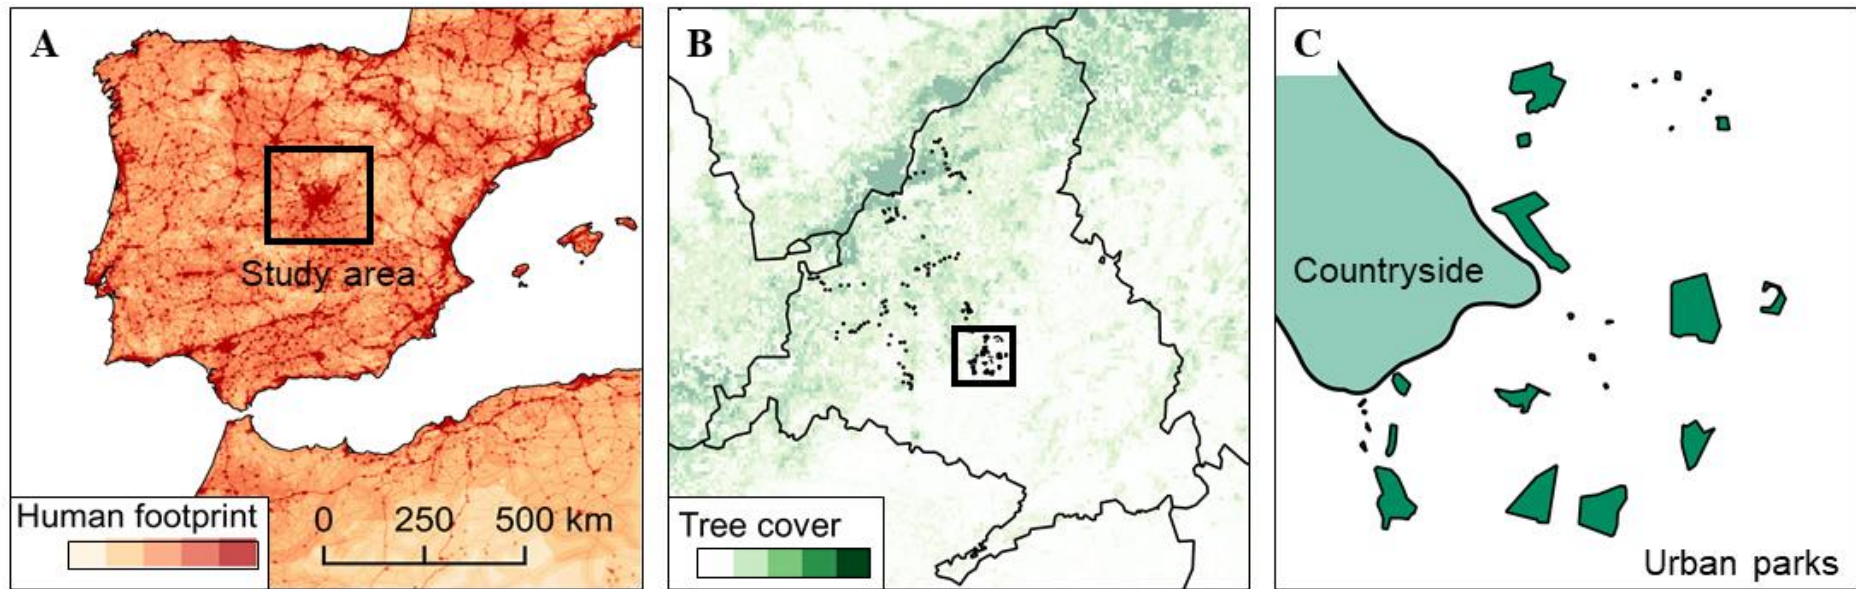 A
Study area
Human footprint
0 250 500 km
B
Tree cover
C
Countryside
Urban parks